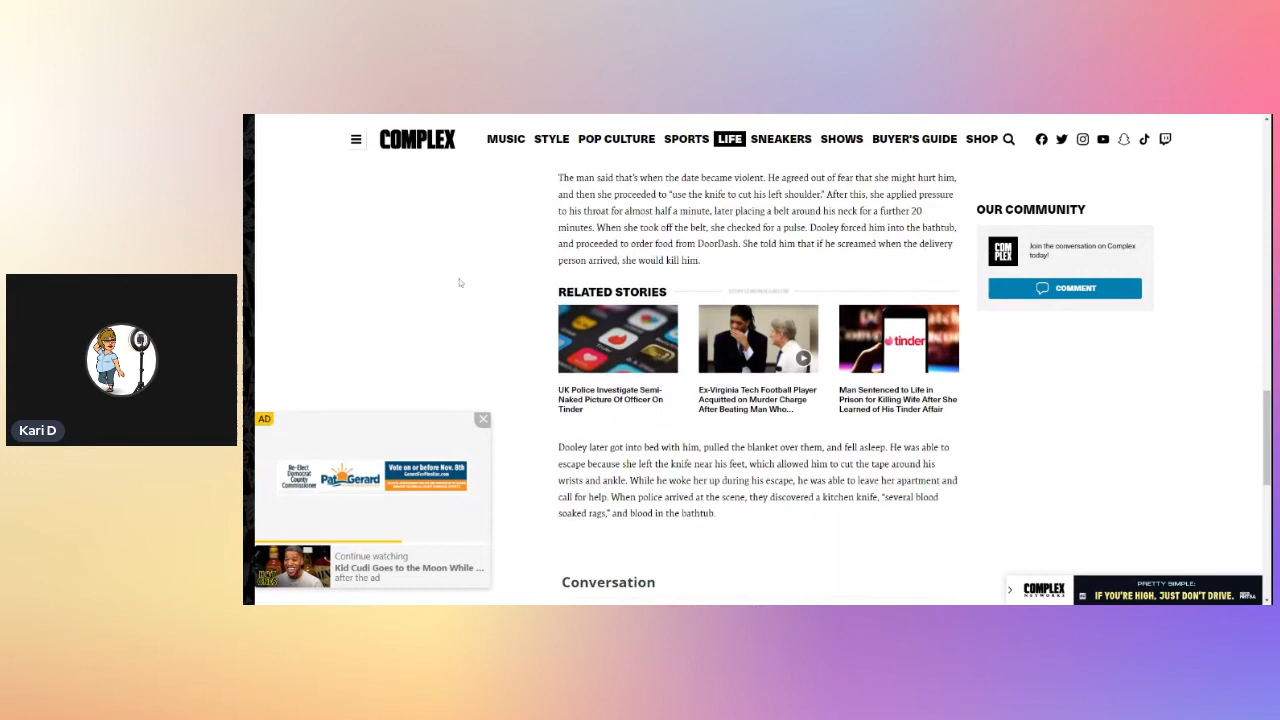 COMPLEX
MUSIC STYLE POP CULTURE SPORTS LIFE SNEAKERS SHOWS BUYER'S GUIDE SHOP
The man said that's when the date became violent. He agreed out of fear that she might hurt him,
and then she proceeded to “use the knife to cut his left shoulder.” After this, she applied pressure
to his throat for almost half a minute, later placing a belt around his neck for a further 20
minutes. When she took off the belt, she checked for a pulse. Dooley forced him into the bathtub,
and proceeded to order food from DoorDash. She told him that if he screamed when the delivery
person arrived, she would kill him.
OUR COMMUNITY
COM
PLEX
Join the conversation on Complex
today!
COMMENT
RELATED STORIES
tinder
UK Police Investigate Semi-
Naked Picture Of Officer On
Tinder
Ex-Virginia Tech Football Player
Acquitted on Murder Charge
After Beating Man Who...
Man Sentenced to Life in
Prison for Killing Wife After She
Learned of His Tinder Affair
Kari D
AD
Re-Elect
Democrat
County
Commissioner
Pat Gerard
Vote on or before Nov. 8th
Dooley later got into bed with him, pulled the blanket over them, and fell asleep. He was able to
escape because she left the knife near his feet, which allowed him to cut the tape around his
wrists and ankle. While he woke her up during his escape, he was able to leave her apartment and
call for help. When police arrived at the scene, they discovered a kitchen knife, “several blood
soaked rags,” and blood in the bathtub.
Continue watching
Kid Cudi Goes to the Moon While ...
after the ad
Conversation
COMPLEX
NETWORKS
PRETTY SIMPLE:
IF YOU'RE HIGH, JUST DON'T DRIVE.